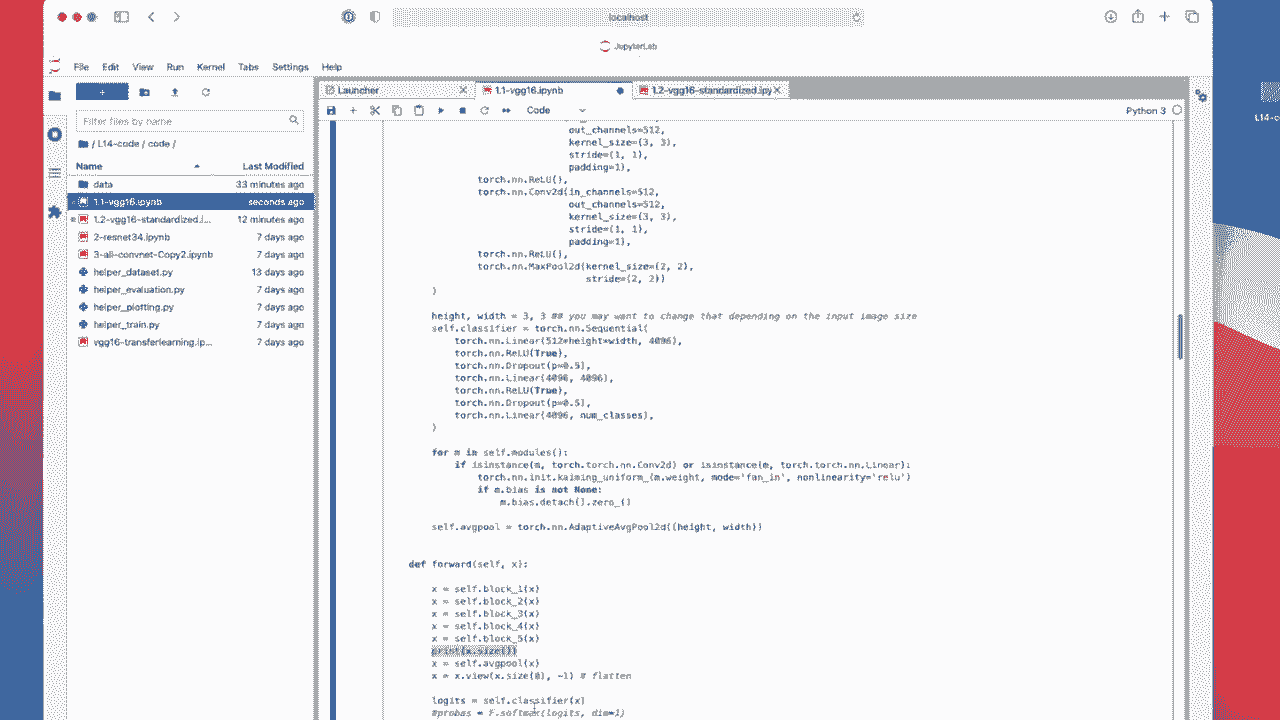 localhost
JupyterLab
File Edit View Run Kernel Tabs Settings Help
Launcher
1.1-vgg16.ipynb
1.2-vgg16-standardized.ipy
Code
Python 3
Filter files by name
/ L14-code / code /
Name Last Modified
data 33 minutes ago
1.1-vgg16.ipynb seconds ago
1.2-vgg16-standardized.i... 12 minutes ago
2-resnet34.ipynb 7 days ago
3-all-convnet-Copy2.ipynb 7 days ago
helper_dataset.py 13 days ago
helper_evaluation.py 7 days ago
helper_plotting.py 7 days ago
helper_train.py 7 days ago
vgg16-transferlearning.ip... 7 days ago
out_channels=512,
kernel_size=(3, 3),
stride=(1, 1),
padding=1),
torch.nn.ReLU(),
torch.nn.Conv2d(in_channels=512,
out_channels=512,
kernel_size=(3, 3),
stride=(1, 1),
padding=1),
torch.nn.ReLU(),
torch.nn.MaxPool2d(kernel_size=(2, 2),
stride=(2, 2))
)
height, width = 3, 3 ## you may want to change that depending on the input image size
self.classifier = torch.nn.Sequential(
torch.nn.Linear(512*height*width, 4096),
torch.nn.ReLU(True),
torch.nn.Dropout(p=0.5),
torch.nn.Linear(4096, 4096),
torch.nn.ReLU(True),
torch.nn.Dropout(p=0.5),
torch.nn.Linear(4096, num_classes),
)
for m in self.modules():
if isinstance(m, torch.torch.nn.Conv2d) or isinstance(m, torch.torch.nn.Linear):
torch.nn.init.kaiming_uniform_(m.weight, mode='fan_in', nonlinearity='relu')
if m.bias is not None:
m.bias.detach().zero_()
self.avgpool = torch.nn.AdaptiveAvgPool2d((height, width))
def forward(self, x):
x = self.block_1(x)
x = self.block_2(x)
x = self.block_3(x)
x = self.block_4(x)
x = self.block_5(x)
print(x.size())
x = self.avgpool(x)
x = x.view(x.size(0), -1) # flatten
logits = self.classifier(x)
#probas = F.softmax(logits, dim=1)
L14-c